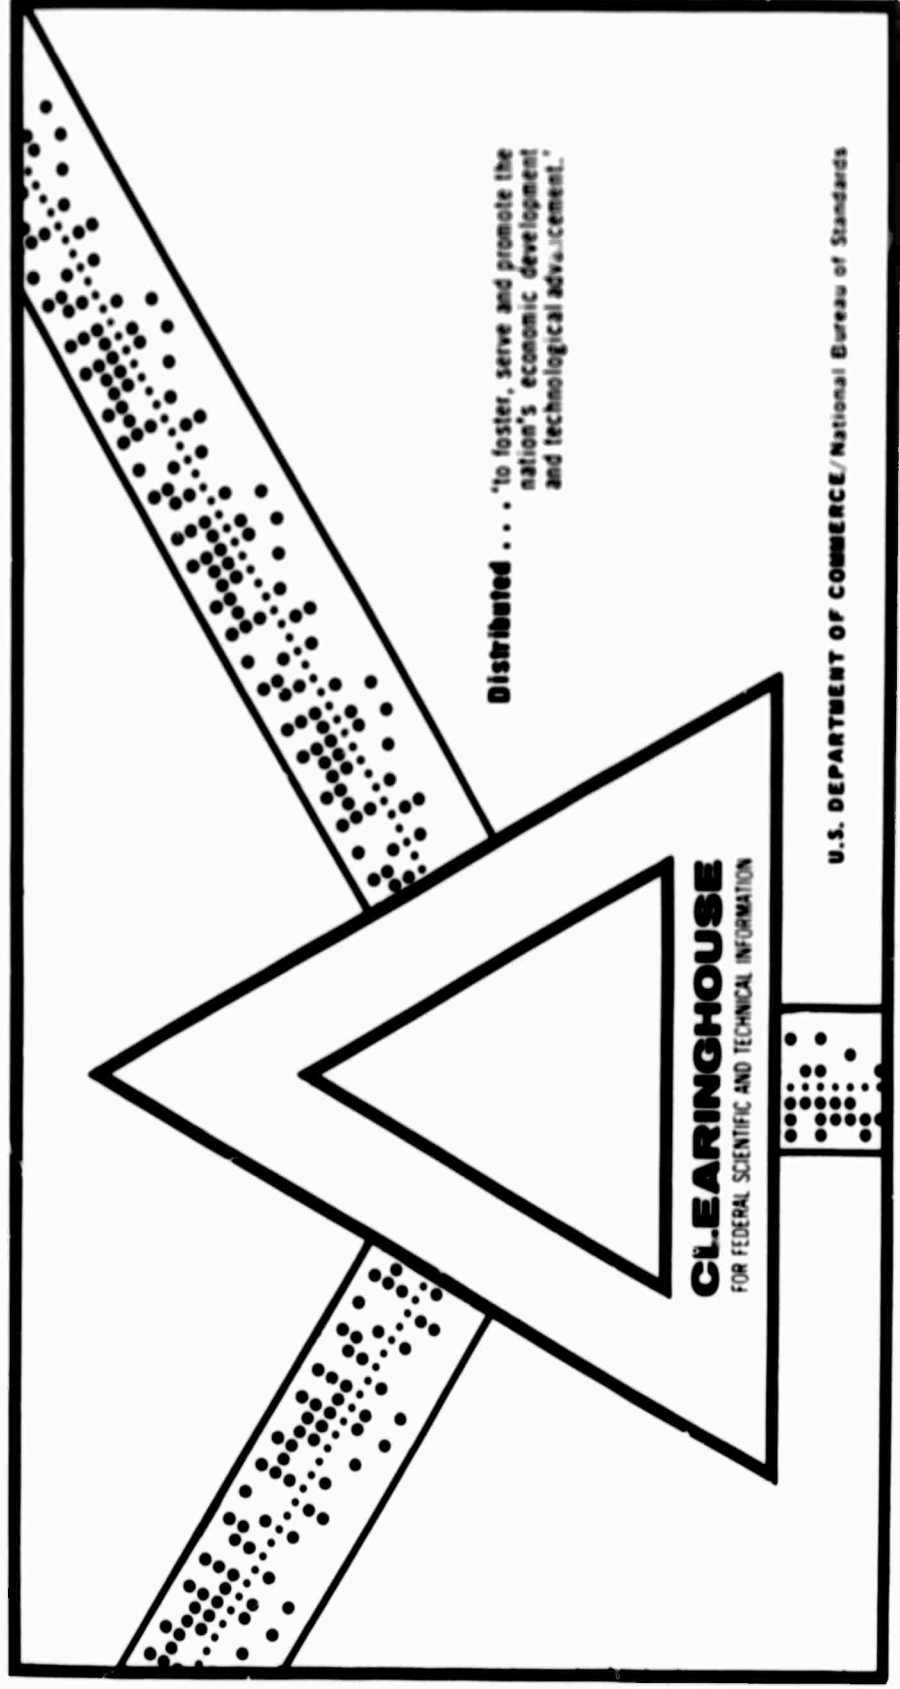 Distributed . . . "to foster, serve and promote the
nation's economic development
and technological advancement."
CLEARINGHOUSE
FOR FEDERAL SCIENTIFIC AND TECHNICAL INFORMATION
U.S. DEPARTMENT OF COMMERCE/National Bureau of Standards